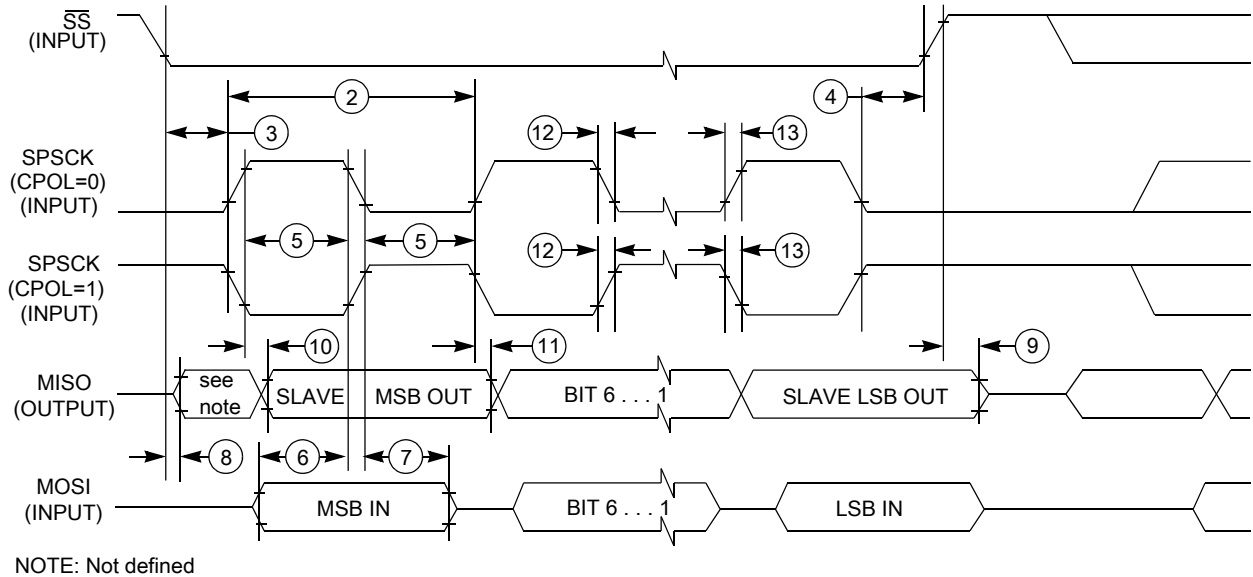 SS
(INPUT)
2
4
3
12
13
SPSCK
(CPOL=0)
(INPUT)
5
5
12
13
SPSCK
(CPOL=1)
(INPUT)
10
11
9
MISO
(OUTPUT)
see
note
SLAVE
MSB OUT
BIT 6 . . . 1
SLAVE LSB OUT
8
6
7
MOSI
(INPUT)
MSB IN
BIT 6 . . . 1
LSB IN
NOTE: Not defined